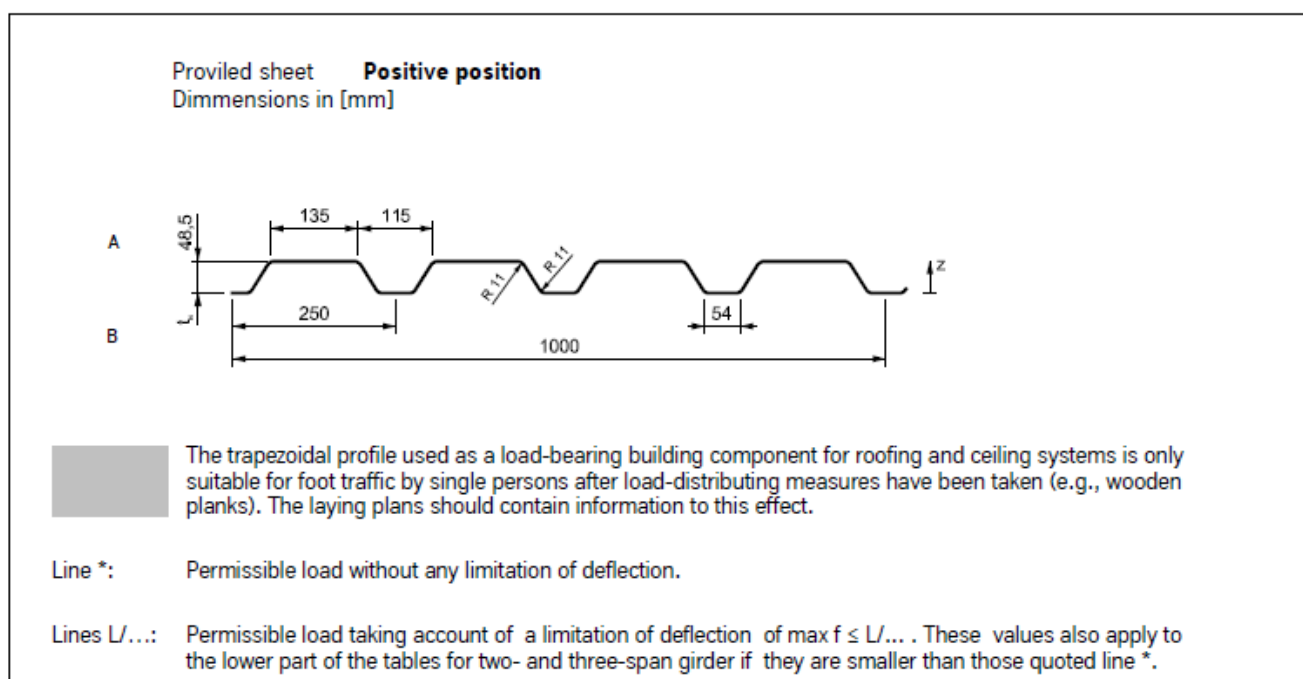 Proviled sheet Positive position
Dimmensions in [mm]
135 115
48,5
A
R 11 R 11
z
t
B
250 54
1000
The trapezoidal profile used as a load-bearing building component for roofing and ceiling systems is only
suitable for foot traffic by single persons after load-distributing measures have been taken (e.g., wooden
planks). The laying plans should contain information to this effect.
Line *: Permissible load without any limitation of deflection.
Lines L/...: Permissible load taking account of a limitation of deflection of max f ≤ L/... . These values also apply to
the lower part of the tables for two- and three-span girder if they are smaller than those quoted line *.